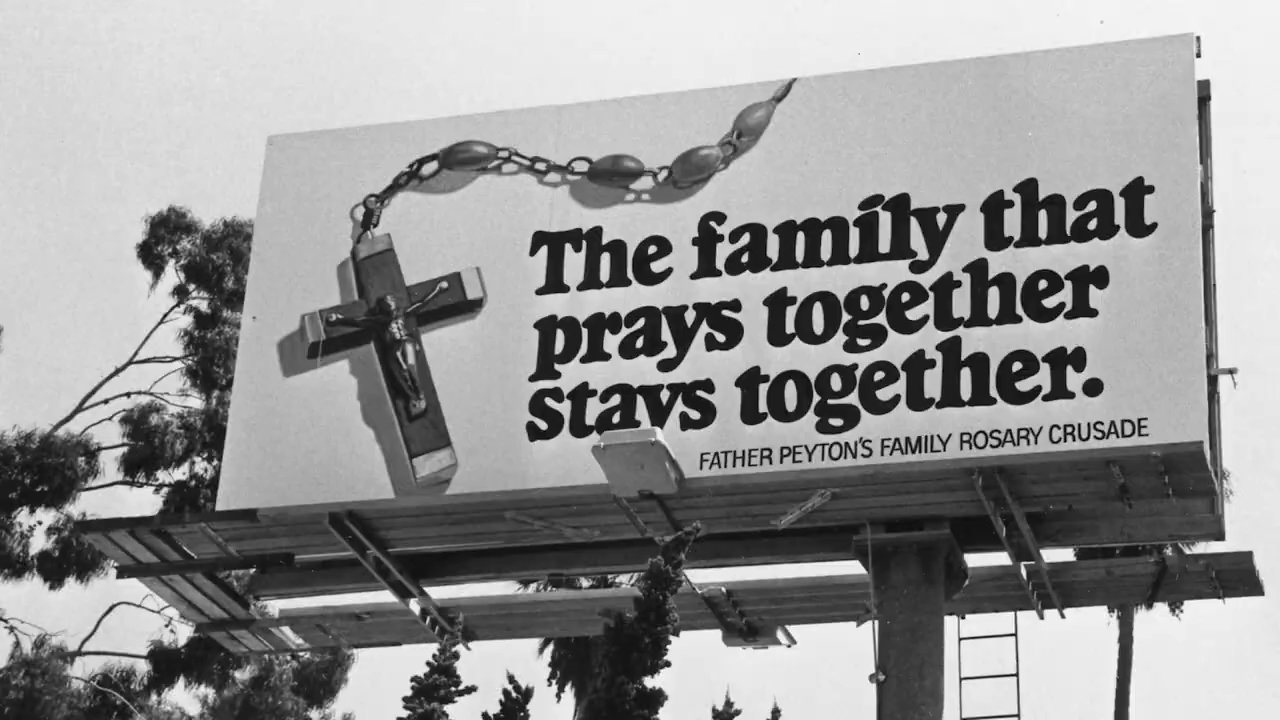 The family that
prays together
stays together.
FATHER PEYTON'S FAMILY ROSARY CRUSADE